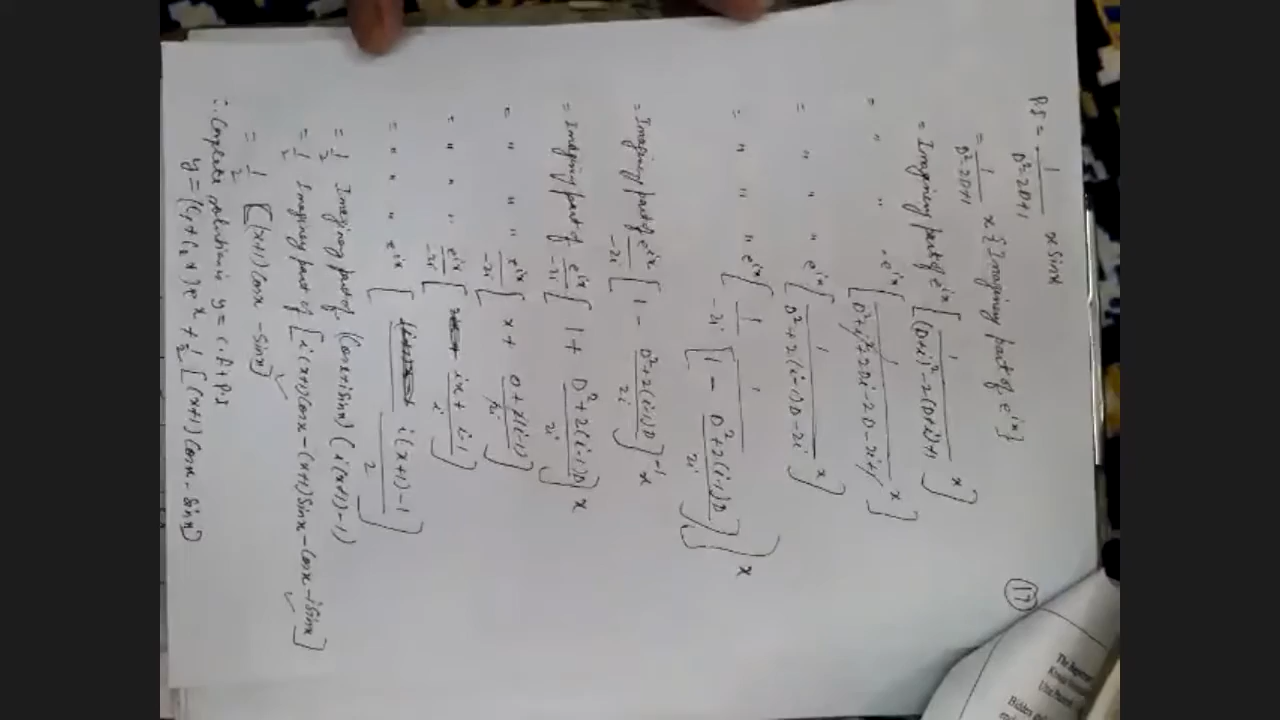 (17)
P.I = 1/(D²-2D+1) x sinx
= 1/(D²-2D+1) x {Imaginary part of e^{ix}}
= Imaginary part of e^{ix} [1/((D+i)²-2(D+i)+1) x]
= " " " e^{ix} [1/(D²+i²+2Di-2D-2i+1) x]
= " " " e^{ix} [1/(D²+2(i-1)D-2i) x]
= " " " e^{ix} [1/(-2i [1 - (D²+2(i-1)D)/2i])] x
= Imaginary part of e^{ix}/-2i [1 - (D²+2(i-1)D)/2i]^{-1} x
= Imaginary part of e^{ix}/-2i [1 + (D²+2(i-1)D)/2i] x
= " " " e^{ix}/-2i [x + (0+2(i-1))/2i]
= " " " e^{ix}/-2i [(ix + i-1)/i]
= " " " e^{ix} [(i(x+1)-1)/2]
= 1/2 Imaginary part of (cosx+isinx) (i(x+1)-1)
= 1/2 Imaginary part of [i(x+1)cosx-(x+1)sinx-cosx-isinx]
= 1/2 [(x+1)cosx - sinx]
∴ Complete solution is y = C.F + P.I
y = (C₁+C₂x)e^x + 1/2 [(x+1)cosx - sinx]
The